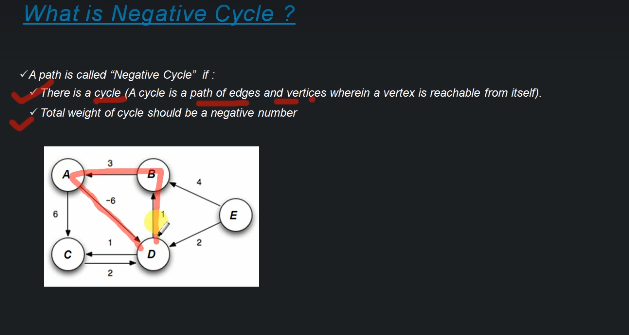 What is Negative Cycle ?
✓A path is called "Negative Cycle" if :
✓There is a cycle (A cycle is a path of edges and vertices wherein a vertex is reachable from itself).
✓Total weight of cycle should be a negative number
3
A B
4
-6
6 1 E
1 2
C D
2